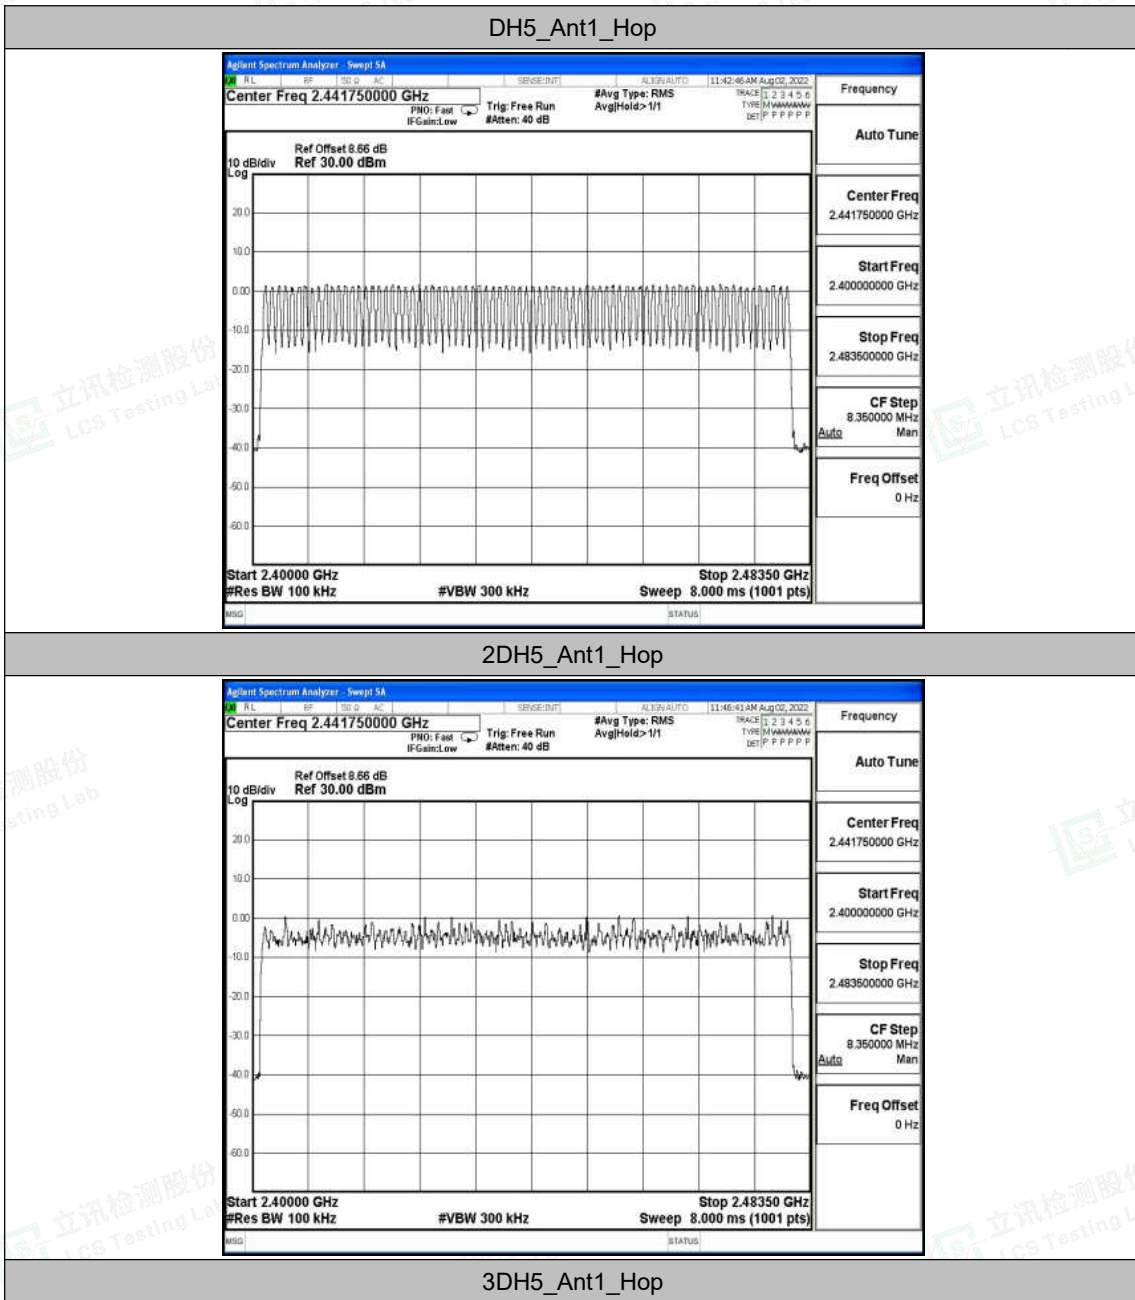 DH5_Ant1_Hop
Agilent Spectrum Analyzer - Swept SA
RL RF 50 Ω AC SENSE:INT ALIGN AUTO 11:42:46 AM Aug 02, 2022
Center Freq 2.441750000 GHz
PNO: Fast
IFGain:Low
Trig: Free Run
#Atten: 40 dB
#Avg Type: RMS
Avg|Hold>1/1
TRACE 1 2 3 4 5 6
TYPE M
DET P P P P P P
Ref Offset 8.66 dB
10 dB/div Ref 30.00 dBm
Log
20.0
10.0
0.00
-10.0
-20.0
-30.0
-40.0
-50.0
-60.0
Start 2.40000 GHz Stop 2.48350 GHz
#Res BW 100 kHz #VBW 300 kHz Sweep 8.000 ms (1001 pts)
MSG STATUS
Frequency
Auto Tune
Center Freq
2.441750000 GHz
Start Freq
2.400000000 GHz
Stop Freq
2.483500000 GHz
CF Step
8.350000 MHz
Auto Man
Freq Offset
0 Hz
2DH5_Ant1_Hop
Agilent Spectrum Analyzer - Swept SA
RL RF 50 Ω AC SENSE:INT ALIGN AUTO 11:46:41 AM Aug 02, 2022
Center Freq 2.441750000 GHz
PNO: Fast
IFGain:Low
Trig: Free Run
#Atten: 40 dB
#Avg Type: RMS
Avg|Hold>1/1
TRACE 1 2 3 4 5 6
TYPE M
DET P P P P P P
Ref Offset 8.66 dB
10 dB/div Ref 30.00 dBm
Log
20.0
10.0
0.00
-10.0
-20.0
-30.0
-40.0
-50.0
-60.0
Start 2.40000 GHz Stop 2.48350 GHz
#Res BW 100 kHz #VBW 300 kHz Sweep 8.000 ms (1001 pts)
MSG STATUS
Frequency
Auto Tune
Center Freq
2.441750000 GHz
Start Freq
2.400000000 GHz
Stop Freq
2.483500000 GHz
CF Step
8.350000 MHz
Auto Man
Freq Offset
0 Hz
3DH5_Ant1_Hop
立讯检测股份
LCS Testing Lab